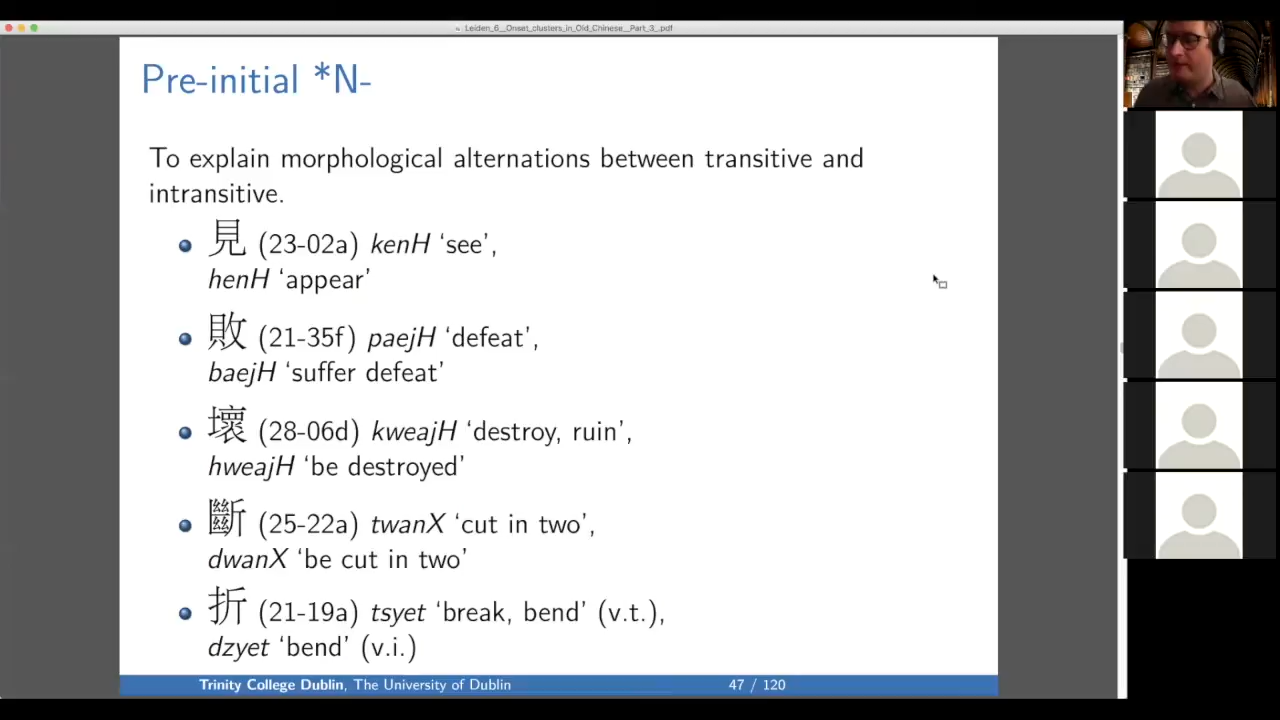 Leiden_6__Onset_clusters_in_Old_Chinese__Part_3_.pdf
Pre-initial *N-
To explain morphological alternations between transitive and
intransitive.
見 (23-02a) kenH ‘see’,
henH ‘appear’
敗 (21-35f) paejH ‘defeat’,
baejH ‘suffer defeat’
壞 (28-06d) kweajH ‘destroy, ruin’,
hweajH ‘be destroyed’
斷 (25-22a) twanX ‘cut in two’,
dwanX ‘be cut in two’
折 (21-19a) tsyet ‘break, bend’ (v.t.),
dzyet ‘bend’ (v.i.)
Trinity College Dublin, The University of Dublin 47 / 120